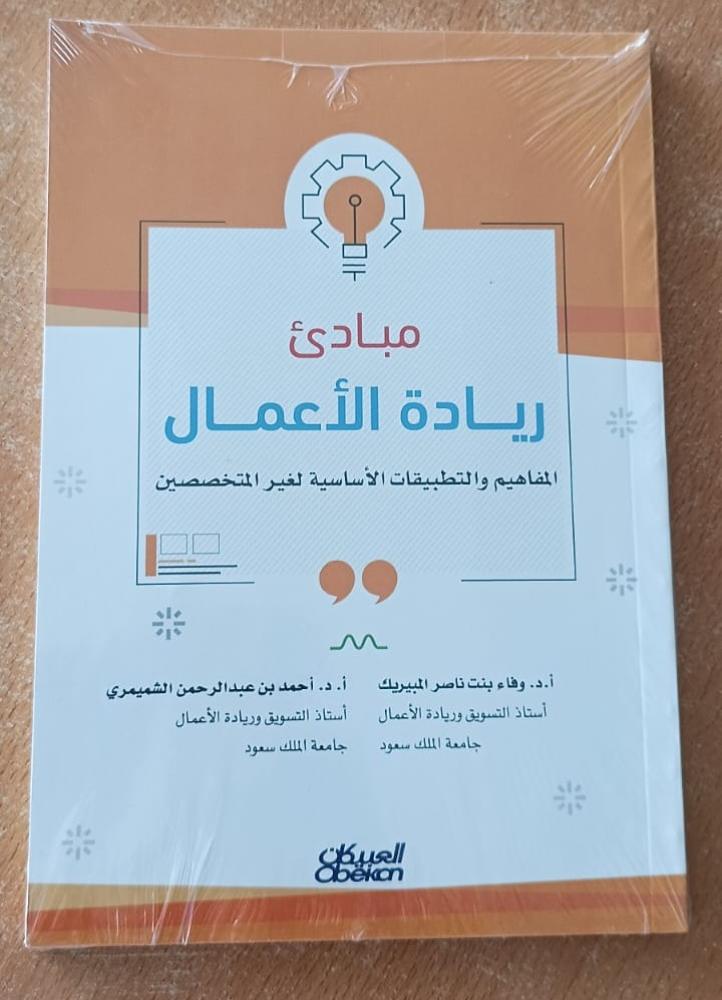 مبادئ
ريادة الأعمال
المفاهيم والتطبيقات الأساسية لغير المتخصصين
أ.د. وفاء بنت ناصر المبيريك
أستاذ التسويق وريادة الأعمال
جامعة الملك سعود
أ. د. أحمد بن عبدالرحمن الشميمري
أستاذ التسويق وريادة الأعمال
جامعة الملك سعود
العبيكان
Obëkon